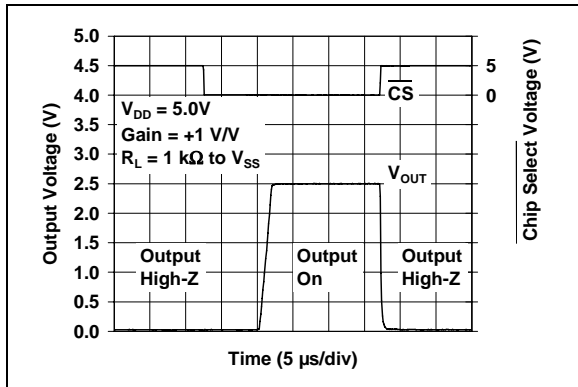 5.0
4.5
4.0
3.5
3.0
2.5
2.0
1.5
1.0
0.5
0.0
Output Voltage (V)
5
0
Chip Select Voltage (V)
CS
V_DD = 5.0V
Gain = +1 V/V
R_L = 1 kΩ to V_SS
V_OUT
Output
High-Z
Output
On
Output
High-Z
Time (5 µs/div)